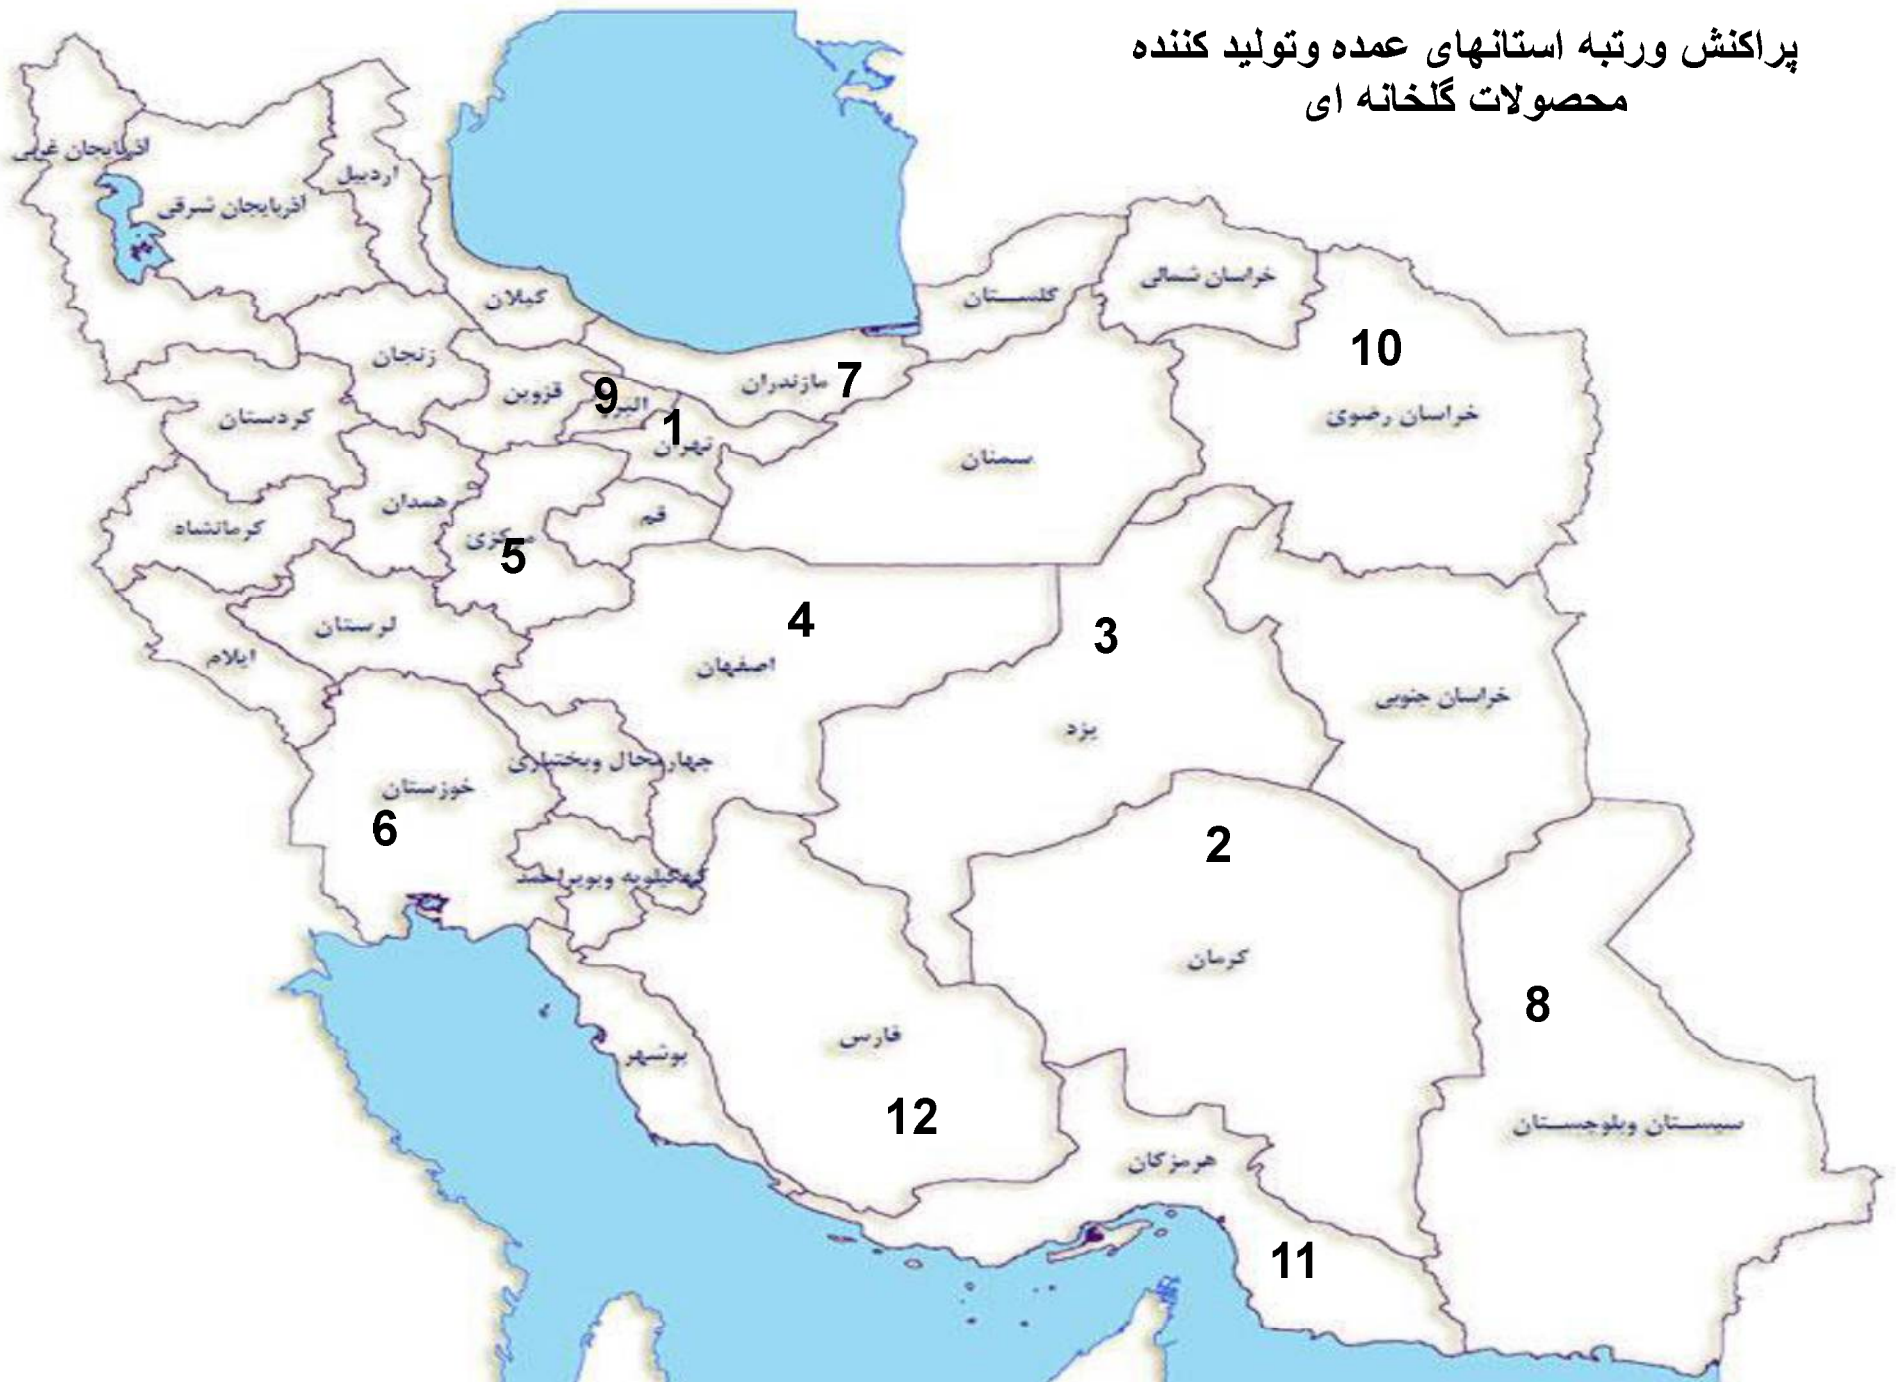 پراکنش ورتبه استانهای عمده وتولید کننده
محصولات گلخانه ای
آذربایجان غربی
اردبیل
آذربایجان شرقی
گیلان
گلستان
خراسان شمالی
10
زنجان
قزوین
9
البرز
مازندران
7
خراسان رضوی
کردستان
1
تهران
سمنان
همدان
کرمانشاه
قم
مرکزی
5
4
3
لرستان
ایلام
اصفهان
خراسان جنوبی
یزد
چهارمحال وبختیاری
خوزستان
6
2
کهگیلویه وبویراحمد
کرمان
8
فارس
بوشهر
12
سیستان وبلوچستان
هرمزگان
11